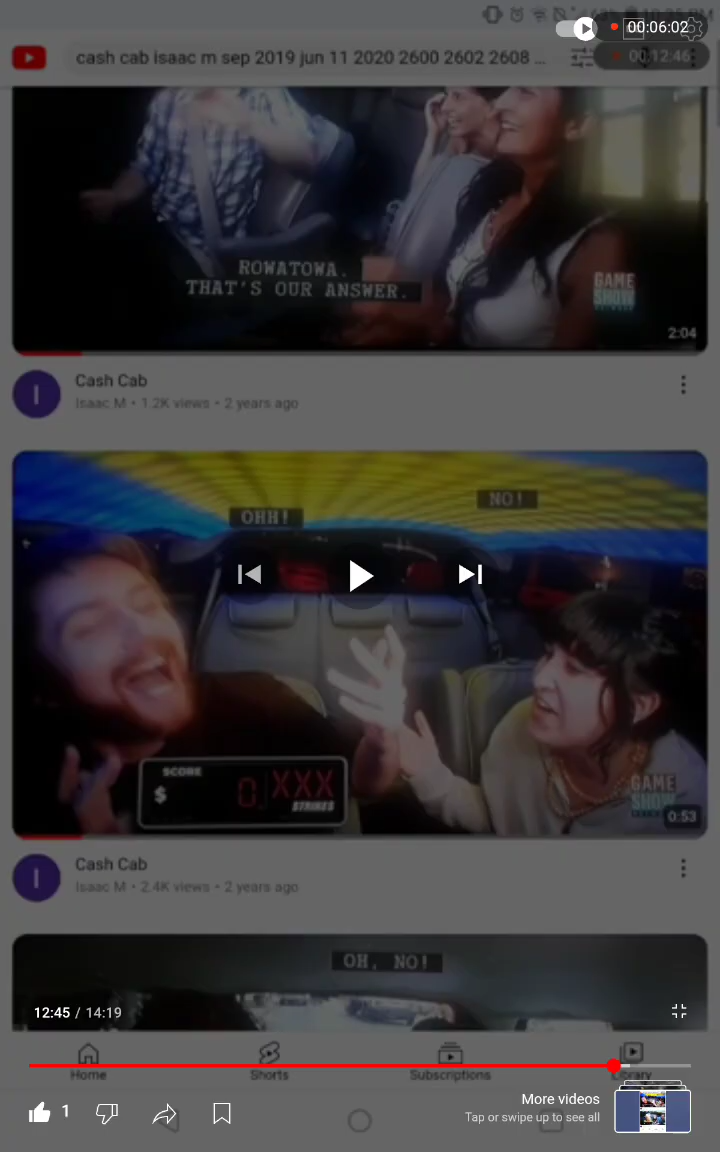 00:06:02
cash cab isaac m sep 2019 jun 11 2020 2600 2602 2608 ...
00:12:46
ROWATOWA.
THAT'S OUR ANSWER.
GAME
SHOW
2:04
I
Cash Cab
Isaac M • 1.2K views • 2 years ago
NO!
OHH!
SCORE
$ 0 XXX
STRIKES
GAME
SHOW
0:53
I
Cash Cab
Isaac M • 2.4K views • 2 years ago
OH, NO!
12:45 / 14:19
Home
Shorts
Subscriptions
Library
1
More videos
Tap or swipe up to see all